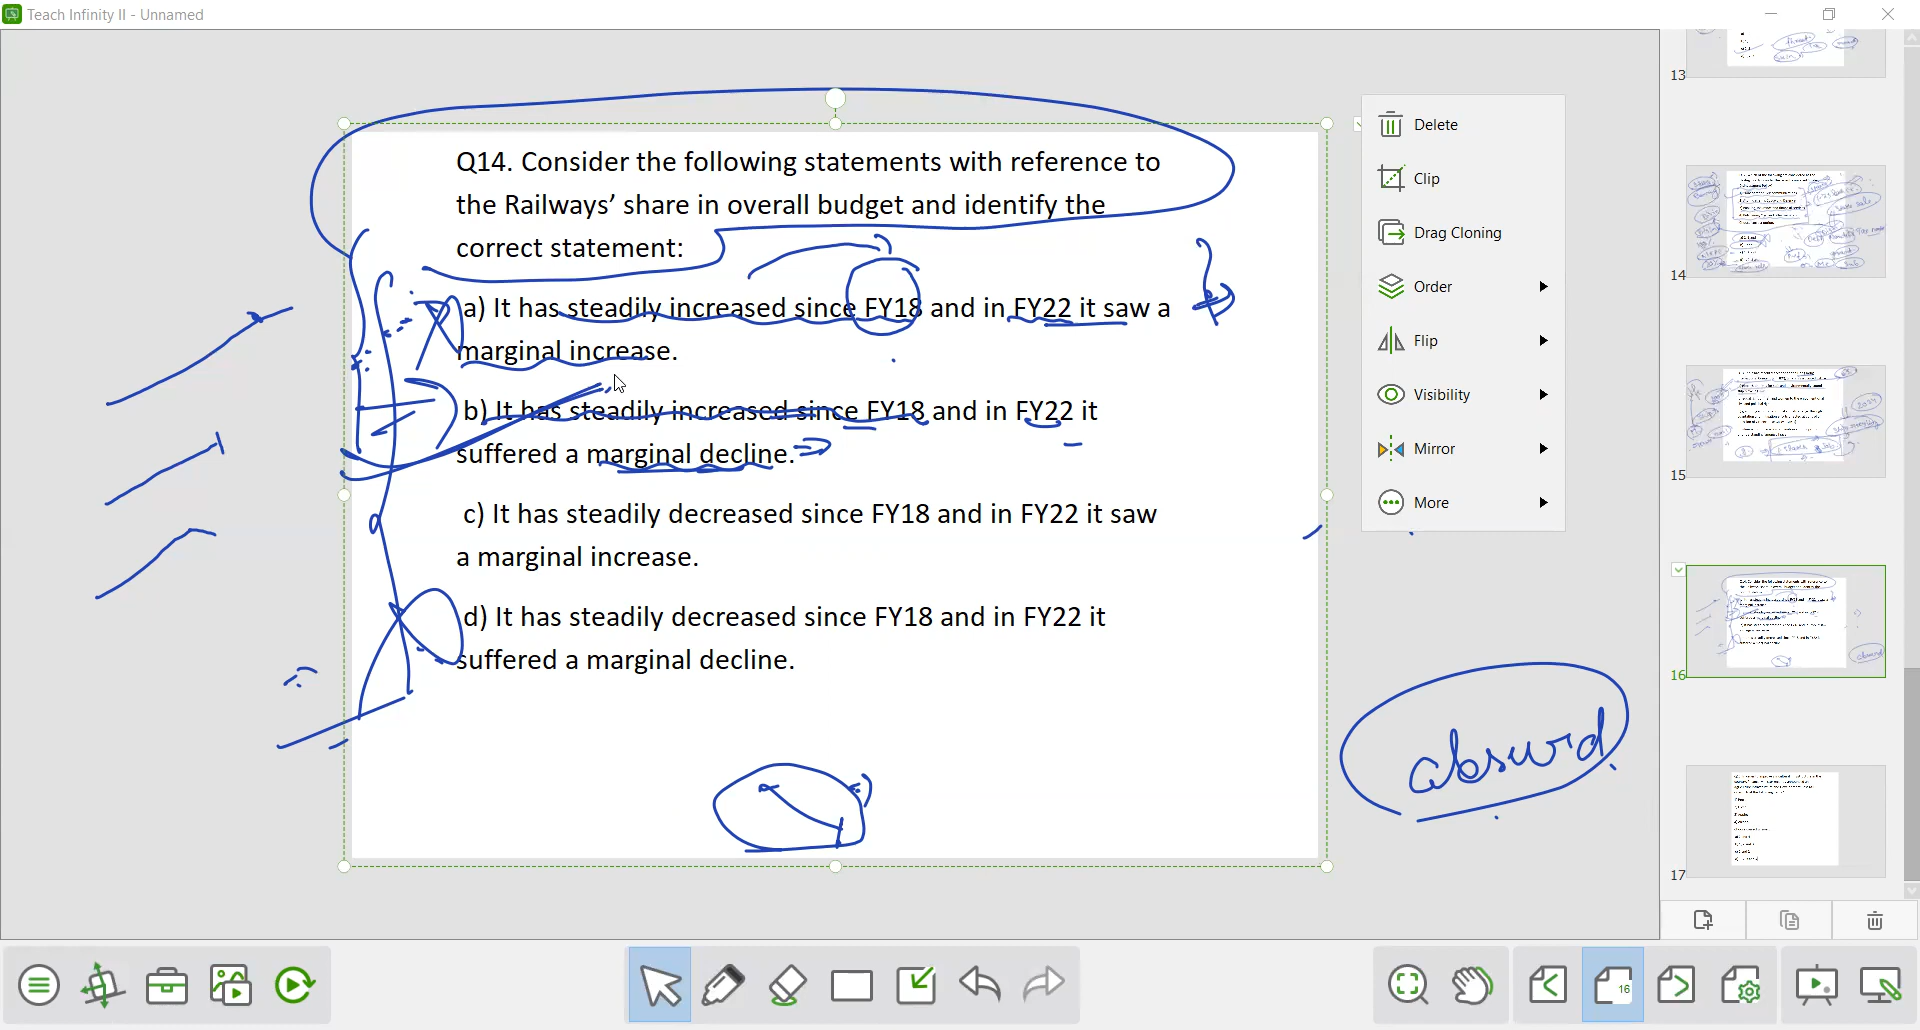 Teach Infinity II - Unnamed
Q14. Consider the following statements with reference to
the Railways’ share in overall budget and identify the
correct statement:
a) It has steadily increased since FY18 and in FY22 it saw a
marginal increase.
b) It has steadily increased since FY18 and in FY22 it
suffered a marginal decline.
c) It has steadily decreased since FY18 and in FY22 it saw
a marginal increase.
d) It has steadily decreased since FY18 and in FY22 it
suffered a marginal decline.
absurd
Delete
Clip
Drag Cloning
Order
Flip
Visibility
Mirror
More
13
14
15
16
17
16